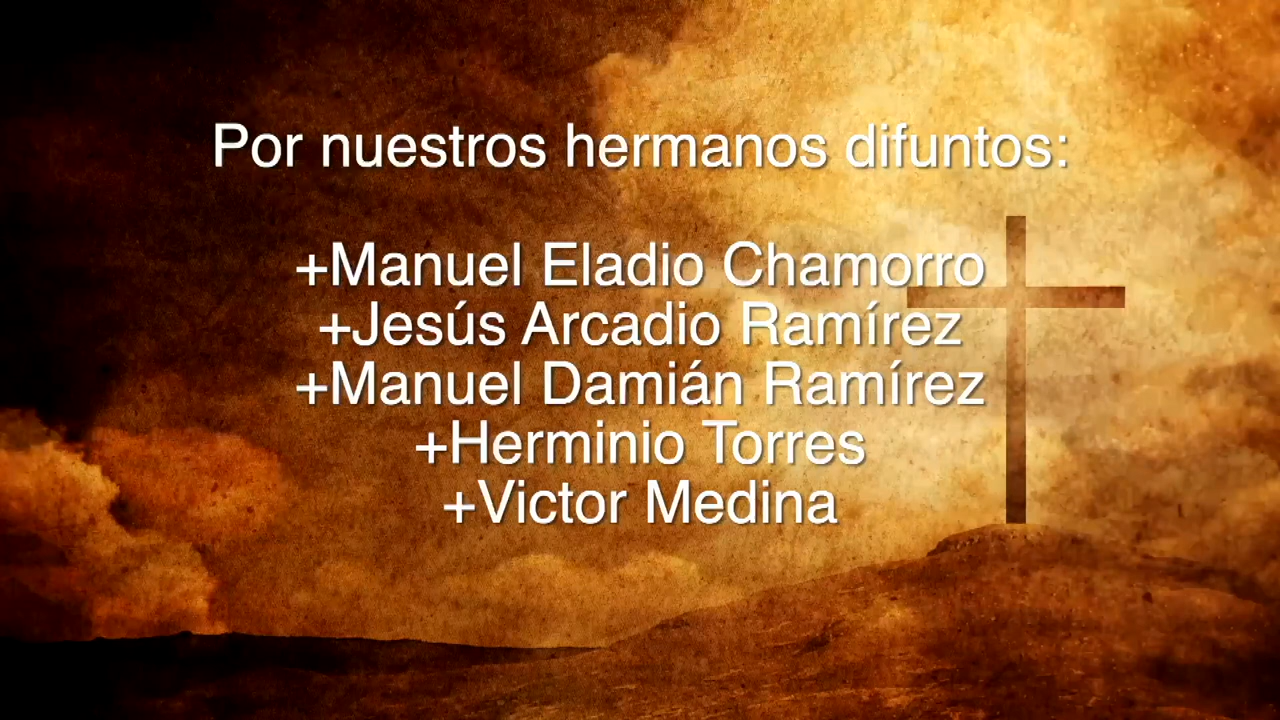 Por nuestros hermanos difuntos:
+Manuel Eladio Chamorro
+Jesús Arcadio Ramírez
+Manuel Damián Ramírez
+Herminio Torres
+Victor Medina